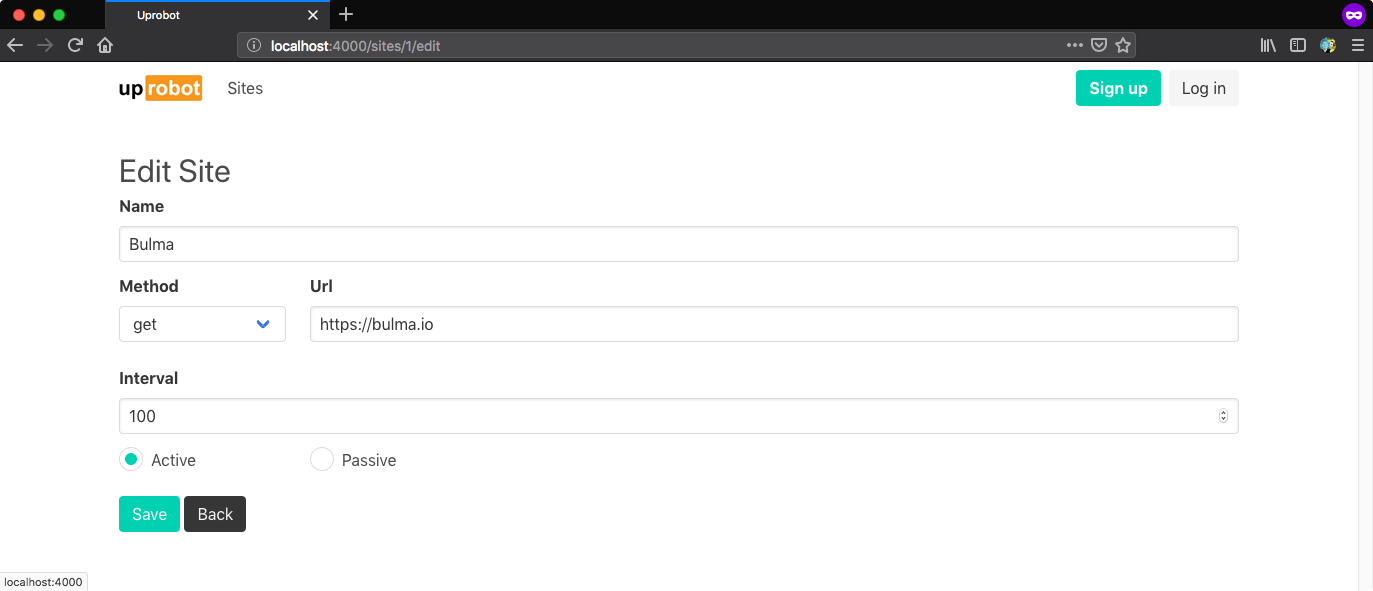 Uprobot
localhost:4000/sites/1/edit
uprobot Sites Sign up Log in
Edit Site
Name
Bulma
Method Url
get https://bulma.io
Interval
100
Active Passive
Save Back
localhost:4000